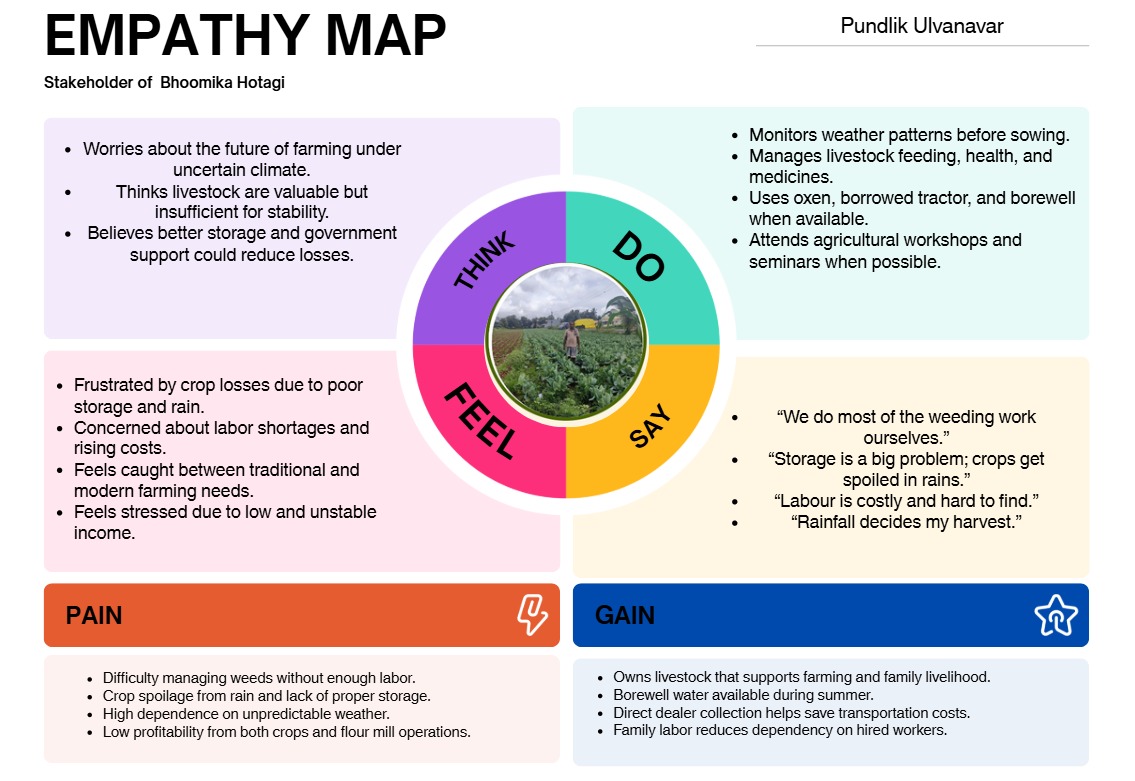 EMPATHY MAP
Pundlik Ulvanavar
Stakeholder of Bhoomika Hotagi
• Worries about the future of farming under
uncertain climate.
• Thinks livestock are valuable but
insufficient for stability.
• Believes better storage and government
support could reduce losses.
• Monitors weather patterns before sowing.
• Manages livestock feeding, health, and
medicines.
• Uses oxen, borrowed tractor, and borewell
when available.
• Attends agricultural workshops and
seminars when possible.
THINK
DO
FEEL
SAY
• Frustrated by crop losses due to poor
storage and rain.
• Concerned about labor shortages and
rising costs.
• Feels caught between traditional and
modern farming needs.
• Feels stressed due to low and unstable
income.
• “We do most of the weeding work
ourselves.”
• “Storage is a big problem; crops get
spoiled in rains.”
• “Labour is costly and hard to find.”
• “Rainfall decides my harvest.”
PAIN
• Difficulty managing weeds without enough labor.
• Crop spoilage from rain and lack of proper storage.
• High dependence on unpredictable weather.
• Low profitability from both crops and flour mill operations.
GAIN
• Owns livestock that supports farming and family livelihood.
• Borewell water available during summer.
• Direct dealer collection helps save transportation costs.
• Family labor reduces dependency on hired workers.